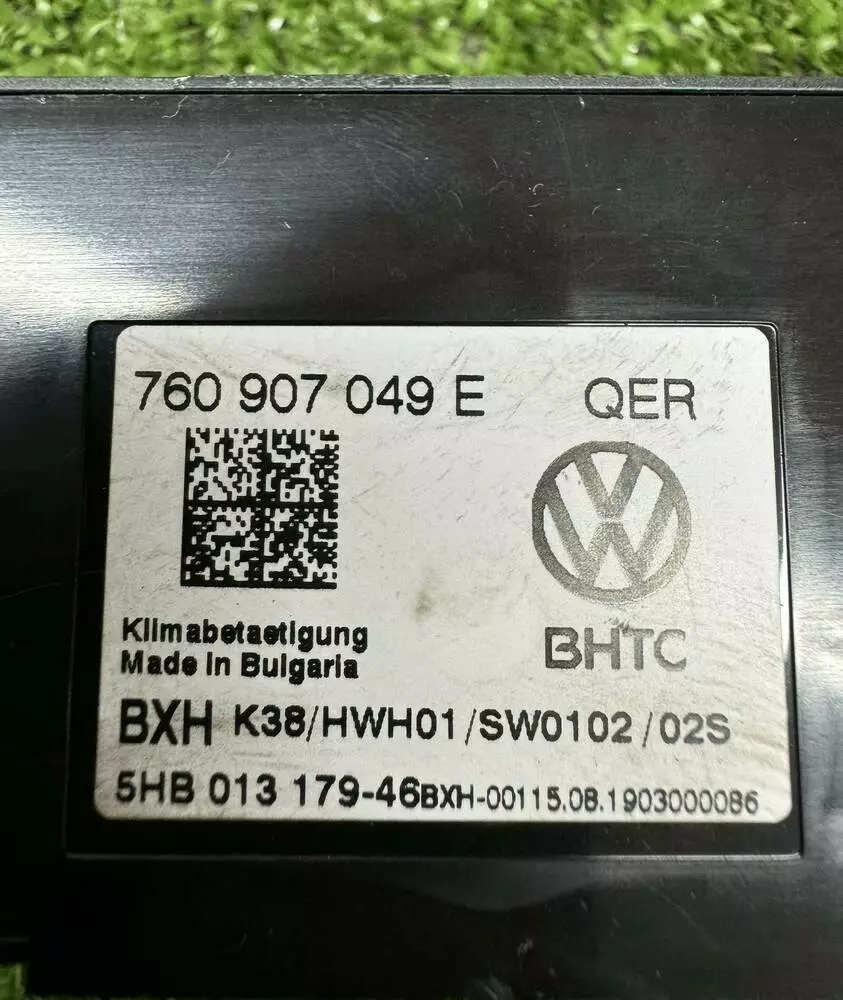 760 907 049 E QER
Klimabetaetigung
Made in Bulgaria
BHTC
BXH K38/HWH01/SW0102/02S
5HB 013 179-46BXH-00115.08.1903000086